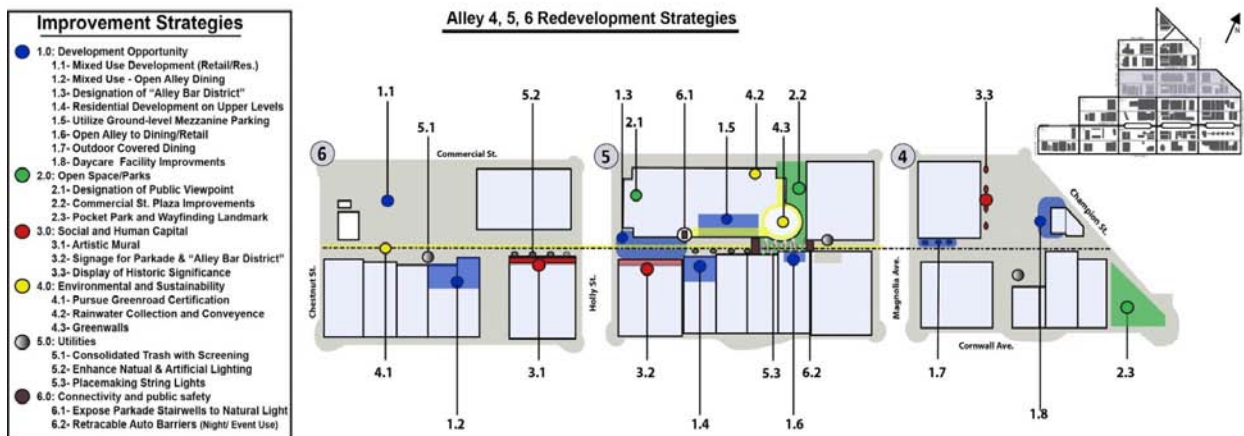 Improvement Strategies
1.0: Development Opportunity
1.1- Mixed Use Development (Retail/Res.)
1.2- Mixed Use - Open Alley Dining
1.3- Designation of "Alley Bar District"
1.4- Residential Development on Upper Levels
1.5- Utilize Ground-level Mezzanine Parking
1.6- Open Alley to Dining/Retail
1.7- Outdoor Covered Dining
1.8- Daycare Facility Improvments
2.0: Open Space/Parks
2.1- Designation of Public Viewpoint
2.2- Commercial St. Plaza Improvements
2.3- Pocket Park and Wayfinding Landmark
3.0: Social and Human Capital
3.1- Artistic Mural
3.2- Signage for Parkade & "Alley Bar District"
3.3- Display of Historic Significance
4.0: Environmental and Sustainability
4.1- Pursue Greenroad Certification
4.2- Rainwater Collection and Conveyence
4.3- Greenwalls
5.0: Utilities
5.1- Consolidated Trash with Screening
5.2- Enhance Natual & Artificial Lighting
5.3- Placemaking String Lights
6.0: Connectivity and public safety
6.1- Expose Parkade Stairwells to Natural Light
6.2- Retracable Auto Barriers (Night/ Event Use)
Alley 4, 5, 6 Redevelopment Strategies
N
1.1
5.2
1.3
6.1
4.2
2.2
3.3
5.1
2.1
1.5
4.3
6
5
4
Commercial St.
Champion St.
Chestnut St.
Holly St.
Magnolia Ave.
Cornwall Ave.
4.1
3.1
3.2
5.3
6.2
1.7
2.3
1.2
1.4
1.6
1.8